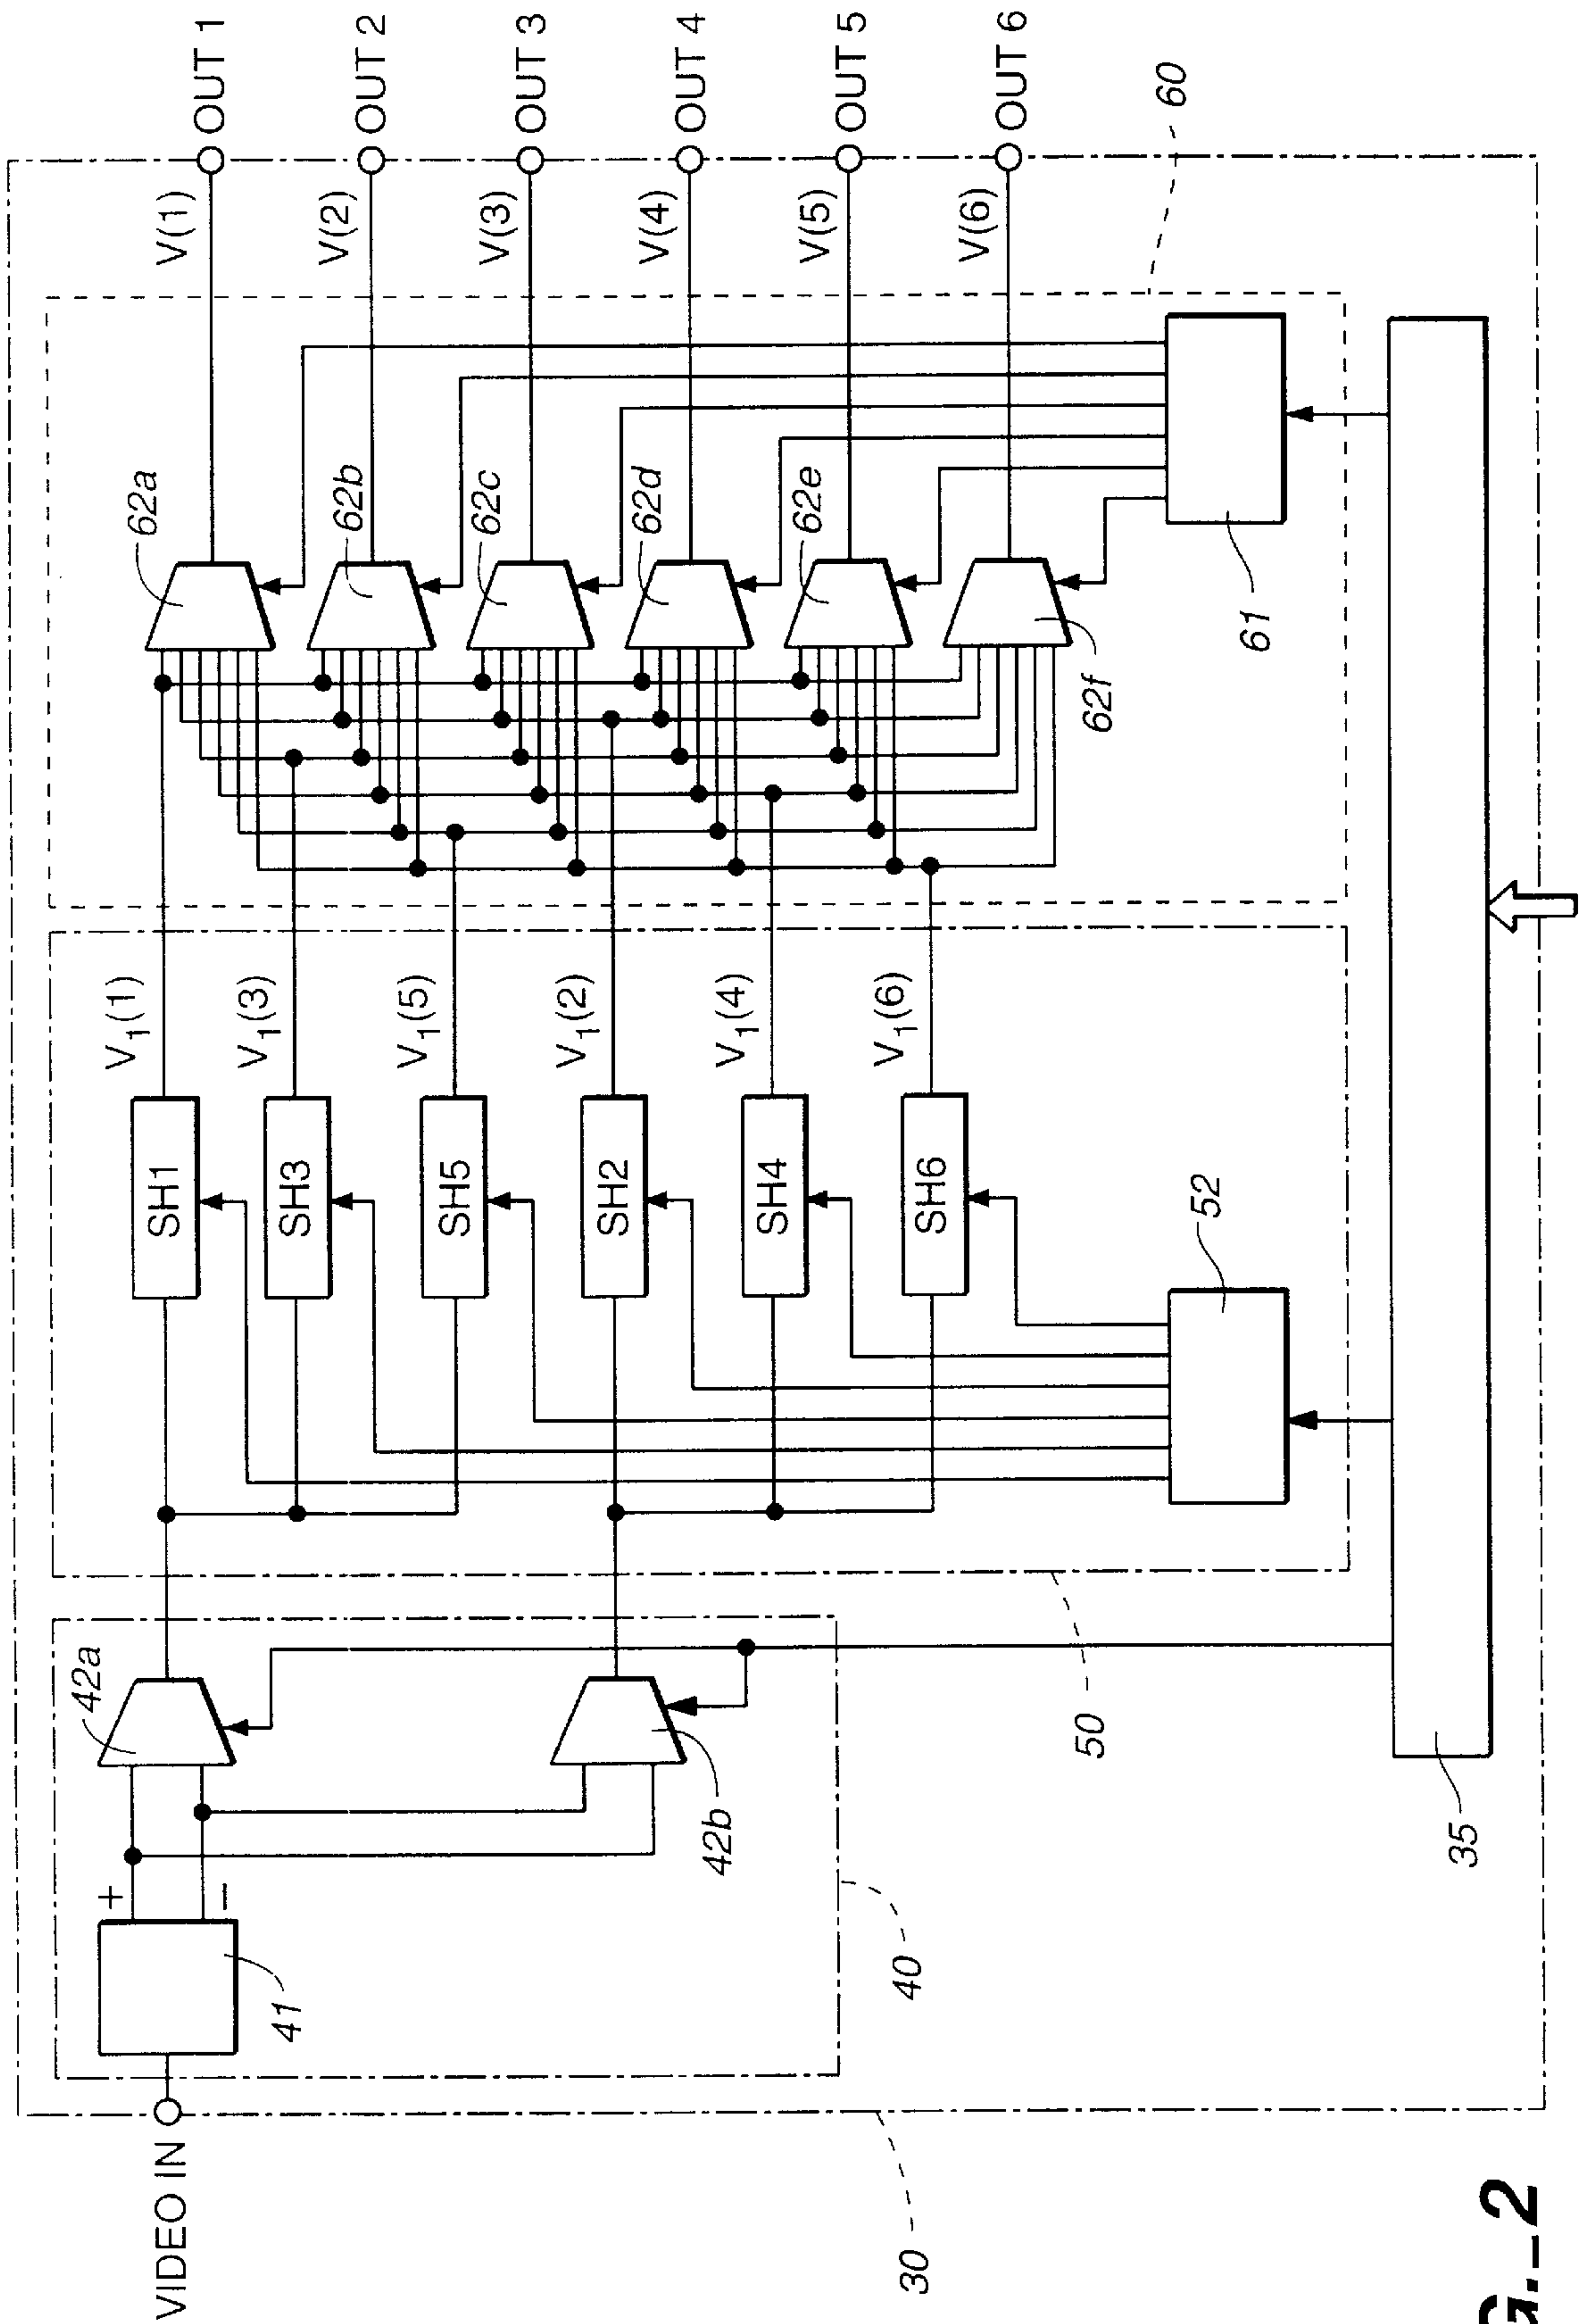 VIDEO IN
30
41
+
−
42a
42b
40
50
35
SH1
SH3
SH5
SH2
SH4
SH6
52
V₁(1)
V₁(3)
V₁(5)
V₁(2)
V₁(4)
V₁(6)
62a
62b
62c
62d
62e
62f
61
60
V(1)
V(2)
V(3)
V(4)
V(5)
V(6)
OUT 1
OUT 2
OUT 3
OUT 4
OUT 5
OUT 6
G._2